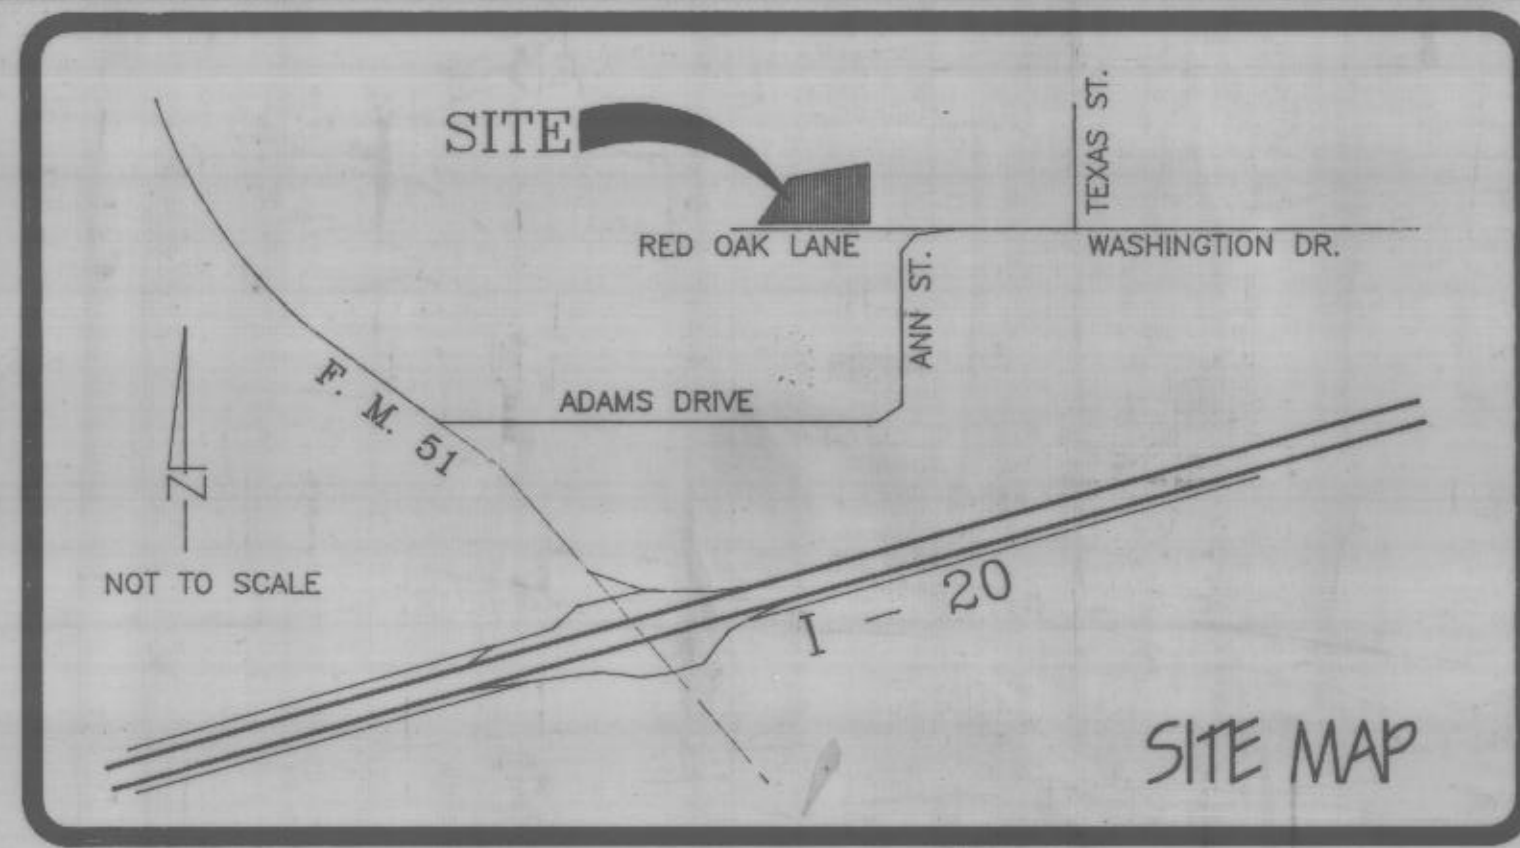 SITE
TEXAS ST.
RED OAK LANE
WASHINGTION DR.
ANN ST.
F. M. 51
ADAMS DRIVE
N
NOT TO SCALE
I - 20
SITE MAP